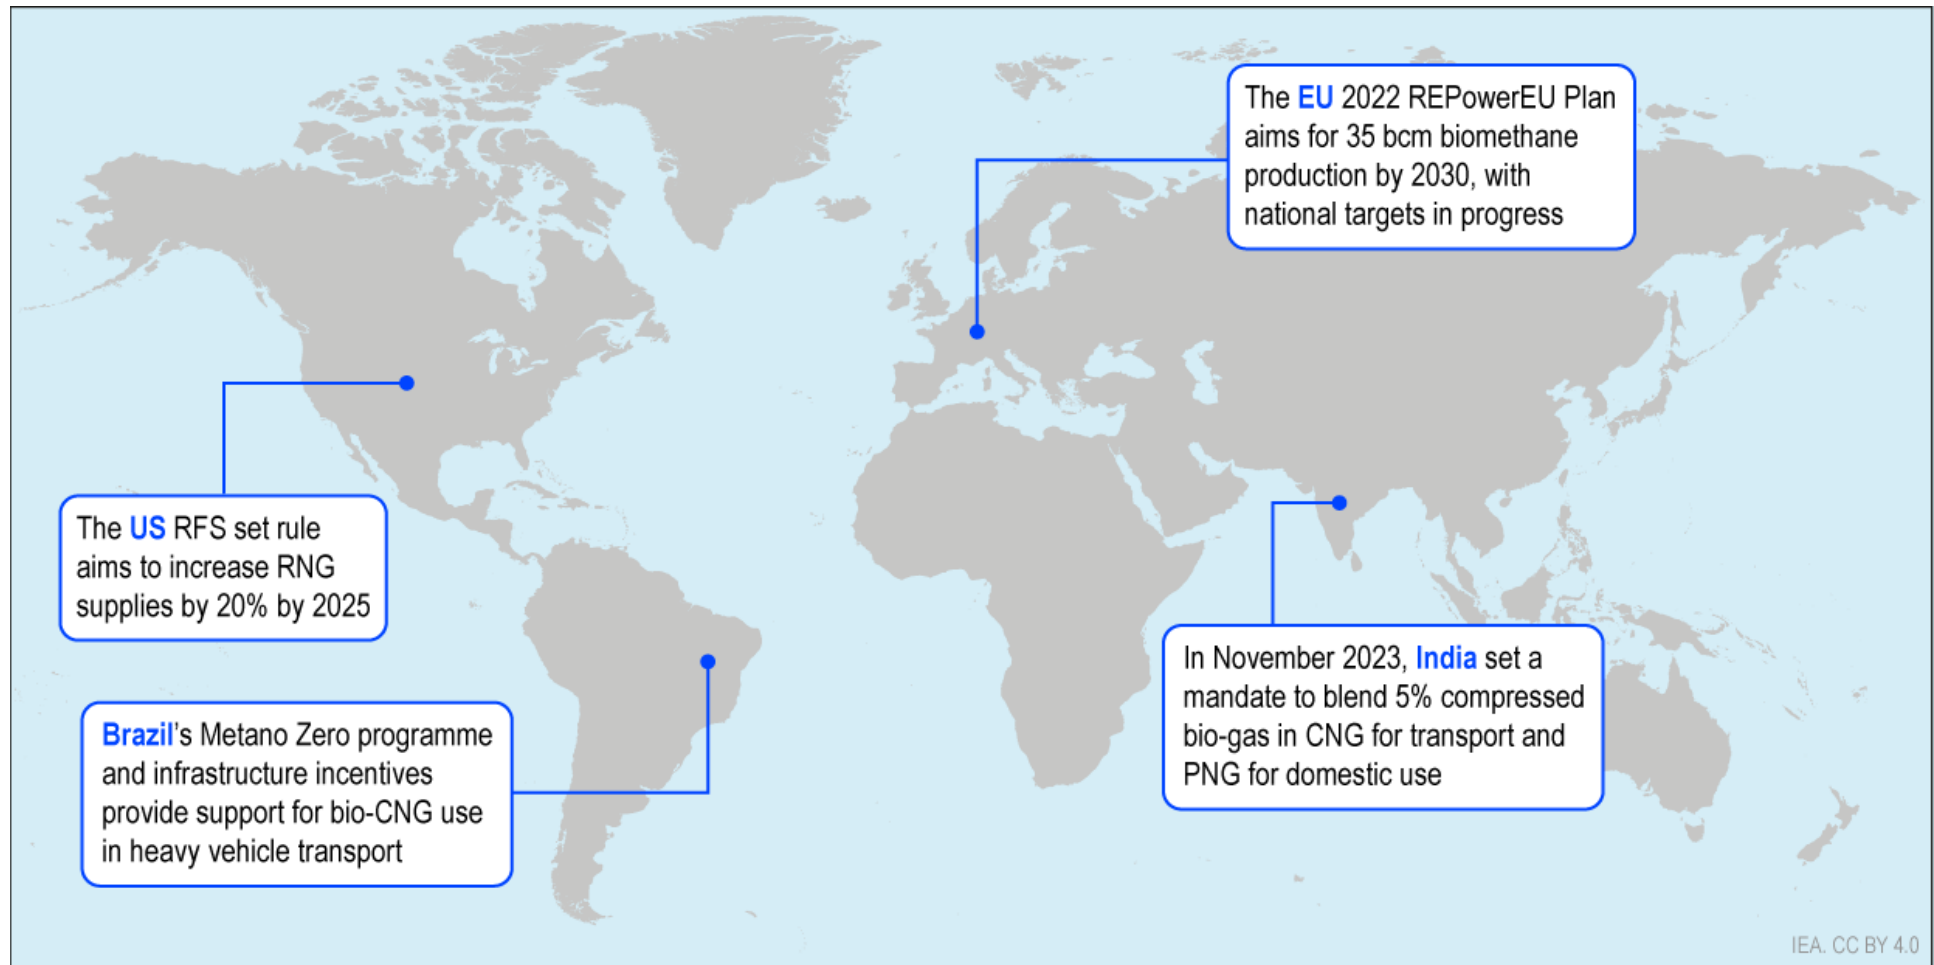 The EU 2022 REPowerEU Plan
aims for 35 bcm biomethane
production by 2030, with
national targets in progress
The US RFS set rule
aims to increase RNG
supplies by 20% by 2025
In November 2023, India set a
mandate to blend 5% compressed
bio-gas in CNG for transport and
PNG for domestic use
Brazil's Metano Zero programme
and infrastructure incentives
provide support for bio-CNG use
in heavy vehicle transport
IEA. CC BY 4.0